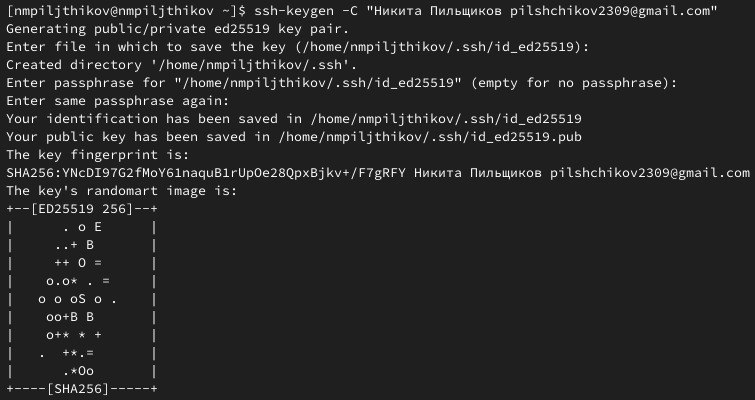 [nmpiljthikov@nmpiljthikov ~]$ ssh-keygen -C "Никита Пильщиков pilshchikov2309@gmail.com"
Generating public/private ed25519 key pair.
Enter file in which to save the key (/home/nmpiljthikov/.ssh/id_ed25519):
Created directory '/home/nmpiljthikov/.ssh'.
Enter passphrase for "/home/nmpiljthikov/.ssh/id_ed25519" (empty for no passphrase):
Enter same passphrase again:
Your identification has been saved in /home/nmpiljthikov/.ssh/id_ed25519
Your public key has been saved in /home/nmpiljthikov/.ssh/id_ed25519.pub
The key fingerprint is:
SHA256:YNcDI97G2fMoY61naquB1rUpOe28QpxBjkv+/F7gRFY Никита Пильщиков pilshchikov2309@gmail.com
The key's randomart image is:
+--[ED25519 256]--+
|      . o E      |
|     ..+ B       |
|     ++ O =      |
|    o.o* . =     |
|   o o oS o .    |
|    oo+B B       |
|    o+* * +      |
|   .  +*.=       |
|      .*Oo       |
+----[SHA256]-----+